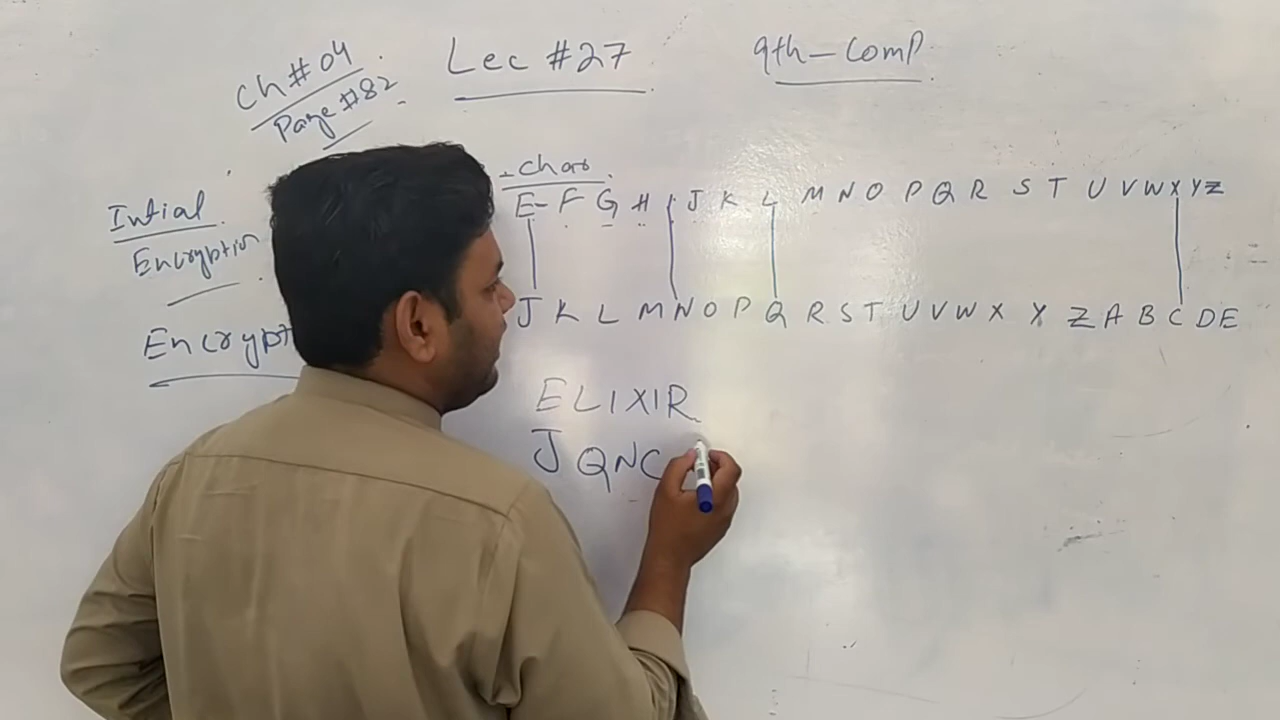 Ch # 04
Page # 82
Lec # 27
9th - Comp
Char
Intial
Encryption
E F G H I J K L M N O P Q R S T U V W X Y Z
J K L M N O P Q R S T U V W X Y Z A B C D E
Encrypt
ELIXIR
JQNC